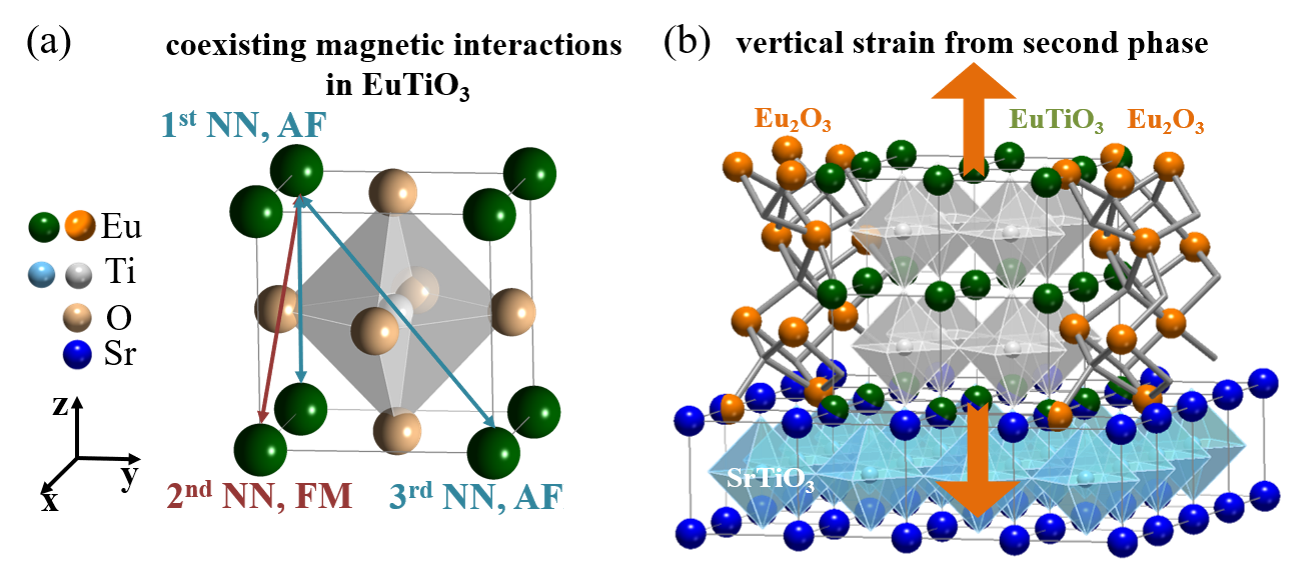 (a)
coexisting magnetic interactions
in EuTiO₃
1ˢᵗ NN, AF
Eu
Ti
O
Sr
z
y
x
2ⁿᵈ NN, FM
3ʳᵈ NN, AF
(b)
vertical strain from second phase
Eu₂O₃
EuTiO₃
Eu₂O₃
SrTiO₃